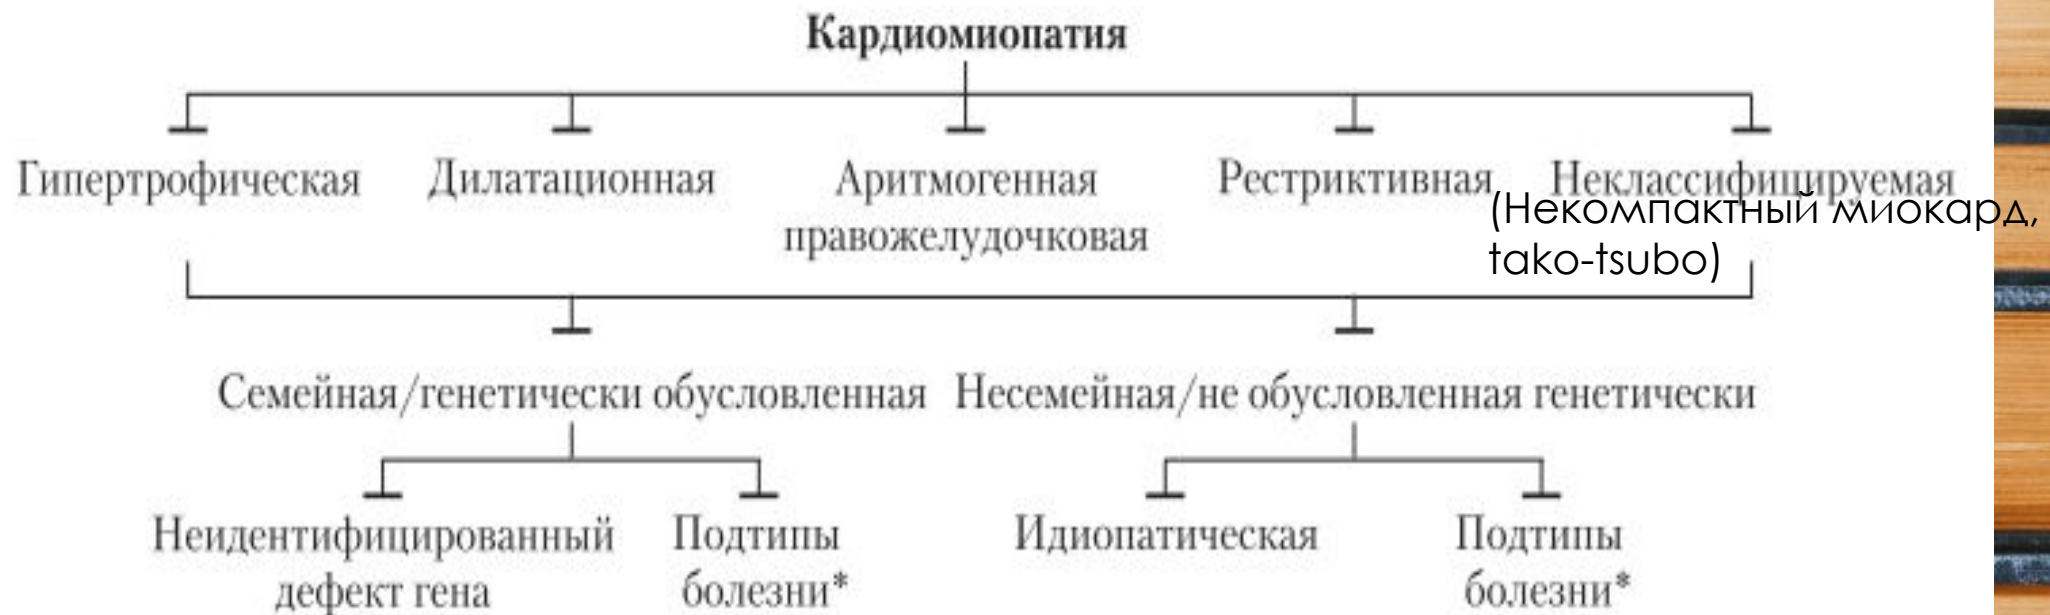 Кардиомиопатия
Гипертрофическая Дилатационная Аритмогенная Рестриктивная Неклассифицируемая
правожелудочковая
(Некомпактный миокард,
tako-tsubo)
Семейная/генетически обусловленная Несемейная/не обусловленная генетически
Неидентифицированный Подтипы Идиопатическая Подтипы
дефект гена болезни* болезни*